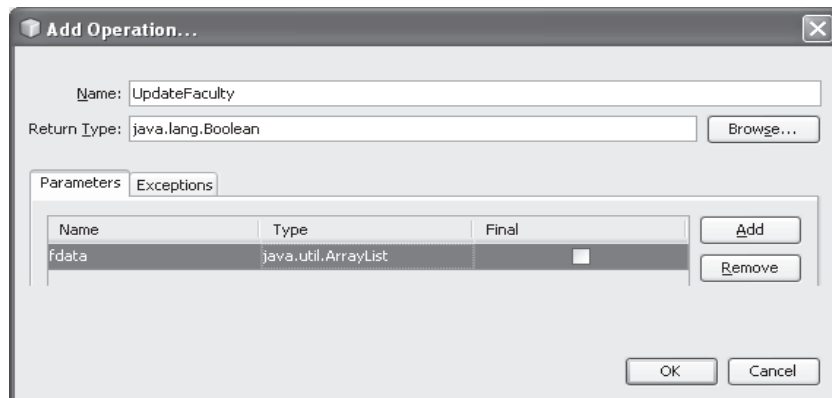 Add Operation...
Name: UpdateFaculty
Return Type: java.lang.Boolean Browse...
Parameters Exceptions
Name Type Final Add
fdata java.util.ArrayList Remove
OK Cancel